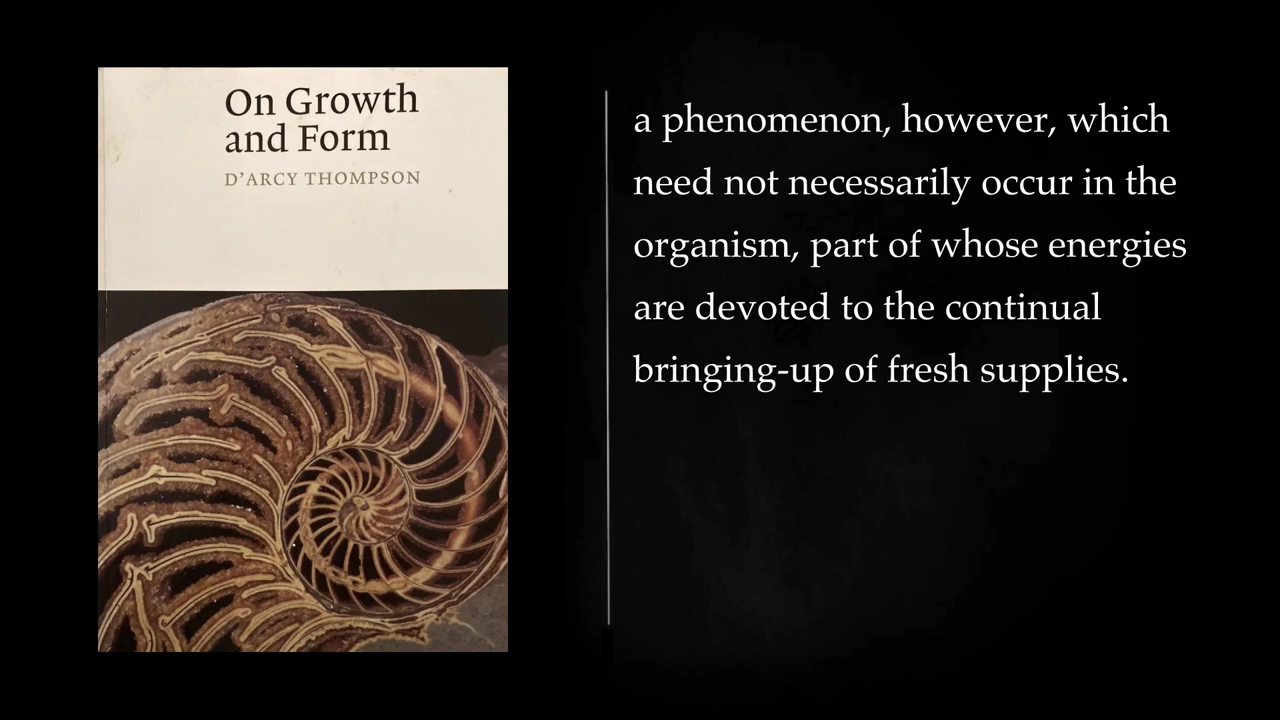 On Growth
and Form
D'ARCY THOMPSON
a phenomenon, however, which
need not necessarily occur in the
organism, part of whose energies
are devoted to the continual
bringing-up of fresh supplies.